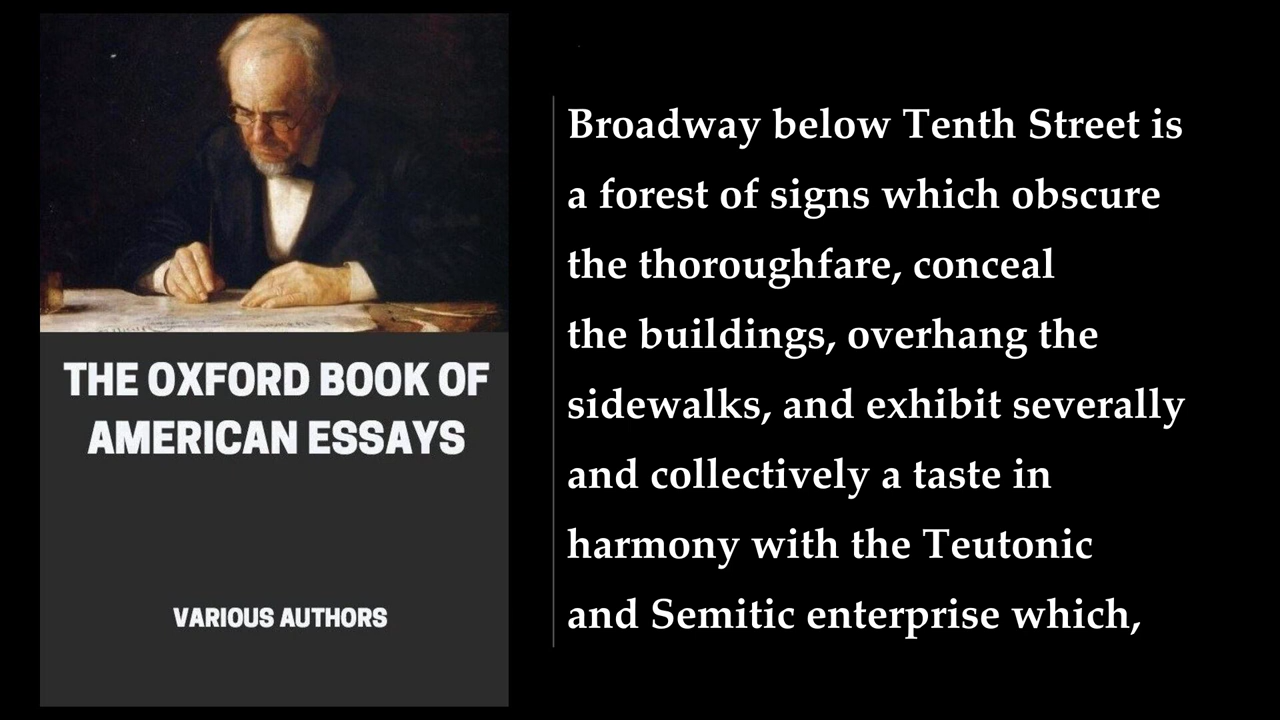 THE OXFORD BOOK OF
AMERICAN ESSAYS
VARIOUS AUTHORS
Broadway below Tenth Street is
a forest of signs which obscure
the thoroughfare, conceal
the buildings, overhang the
sidewalks, and exhibit severally
and collectively a taste in
harmony with the Teutonic
and Semitic enterprise which,